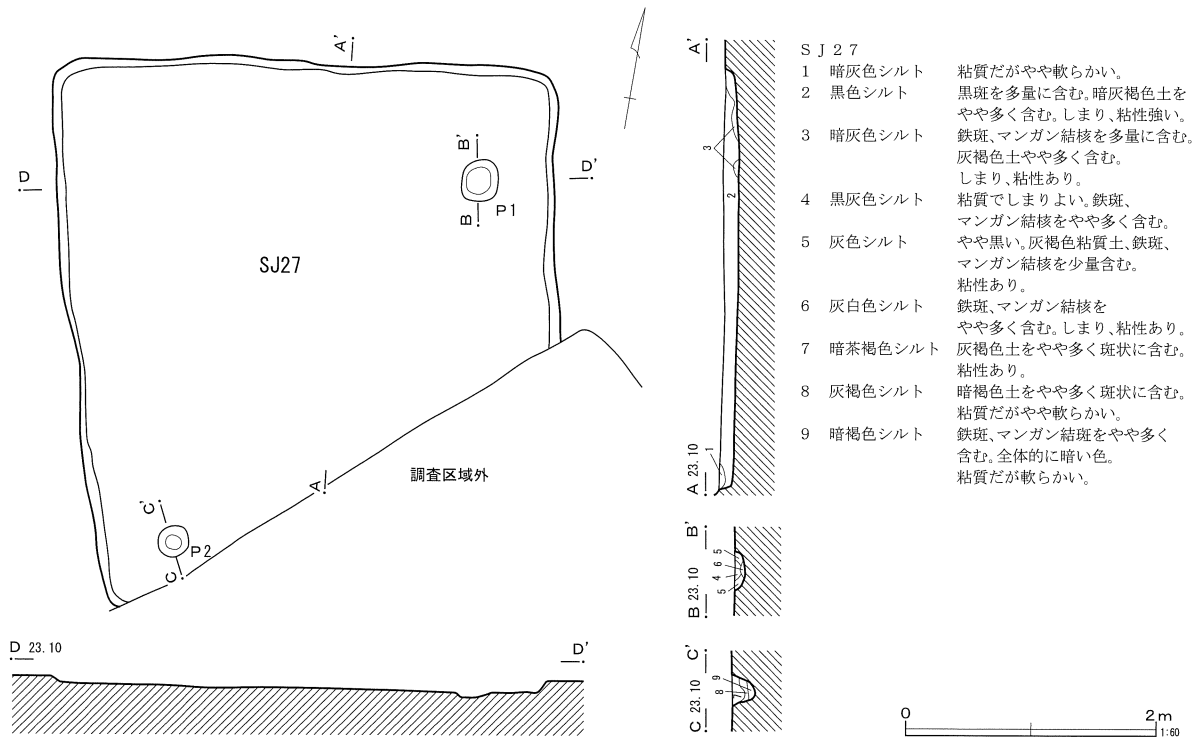 A'
B'
D
D'
B
P1
SJ27
A
調査区域外
C'
P2
C
D 23.10
D'
A'
3
2
1
A 23.10
B'
5
6
4
5
B 23.10
C'
9
8
C 23.10
SJ27
1 暗灰色シルト 粘質だがやや軟らかい。
2 黒色シルト 黒斑を多量に含む。暗灰褐色土を
やや多く含む。しまり、粘性強い。
3 暗灰色シルト 鉄斑、マンガン結核を多量に含む。
灰褐色土やや多く含む。
しまり、粘性あり。
4 黒灰色シルト 粘質でしまりよい。鉄斑、
マンガン結核をやや多く含む。
5 灰色シルト やや黒い。灰褐色粘質土、鉄斑、
マンガン結核を少量含む。
粘性あり。
6 灰白色シルト 鉄斑、マンガン結核を
やや多く含む。しまり、粘性あり。
7 暗茶褐色シルト 灰褐色土をやや多く斑状に含む。
粘性あり。
8 灰褐色シルト 暗褐色土をやや多く斑状に含む。
粘質だがやや軟らかい。
9 暗褐色シルト 鉄斑、マンガン結斑をやや多く
含む。全体的に暗い色。
粘質だが軟らかい。
0 2m
1:60